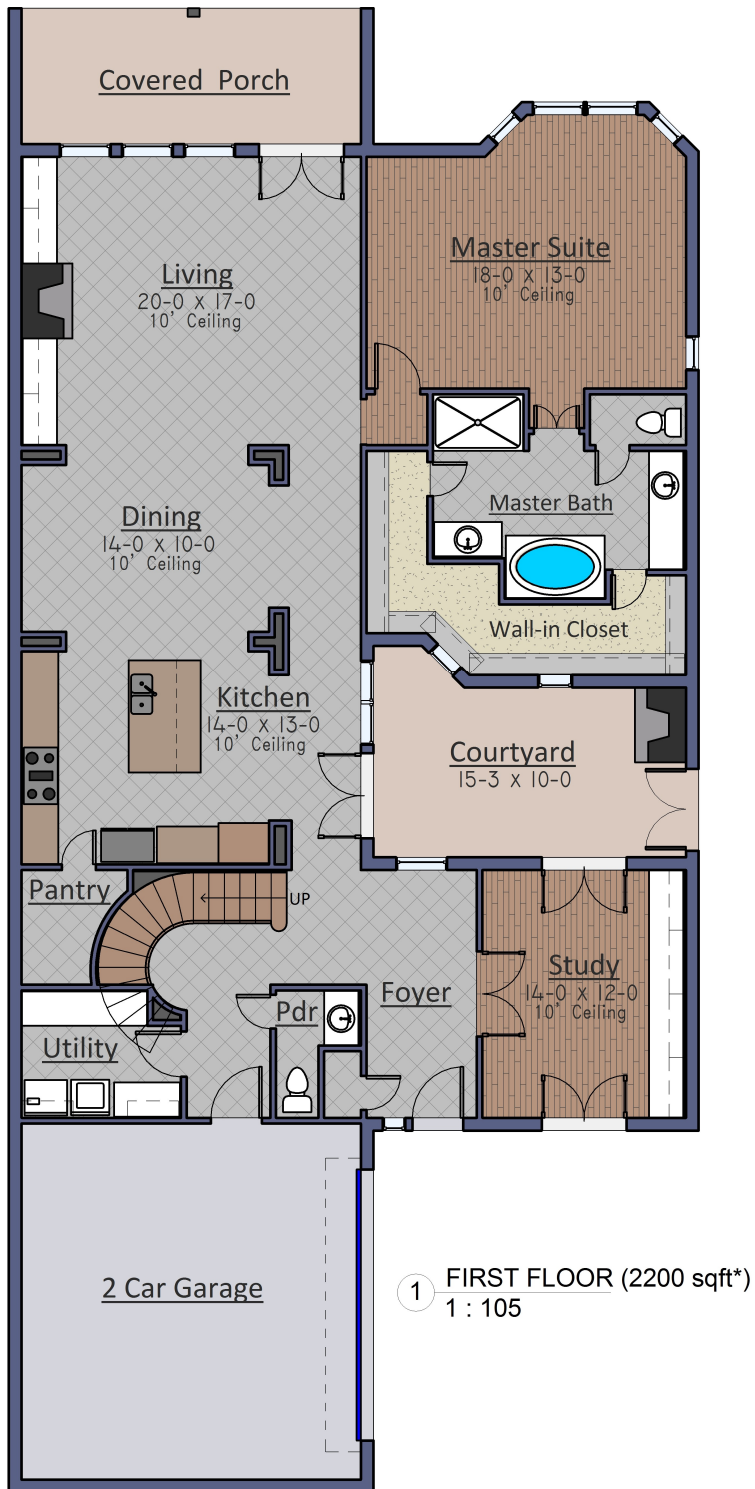 Covered Porch
Master Suite
18-0 X 13-0
10' Ceiling
Living
20-0 X 17-0
10' Ceiling
Master Bath
Dining
14-0 X 10-0
10' Ceiling
Wall-in Closet
Kitchen
14-0 X 13-0
10' Ceiling
Courtyard
15-3 X 10-0
Pantry
UP
Foyer
Study
14-0 X 12-0
10' Ceiling
Pdr
Utility
2 Car Garage
1
FIRST FLOOR (2200 sqft*)
1 : 105